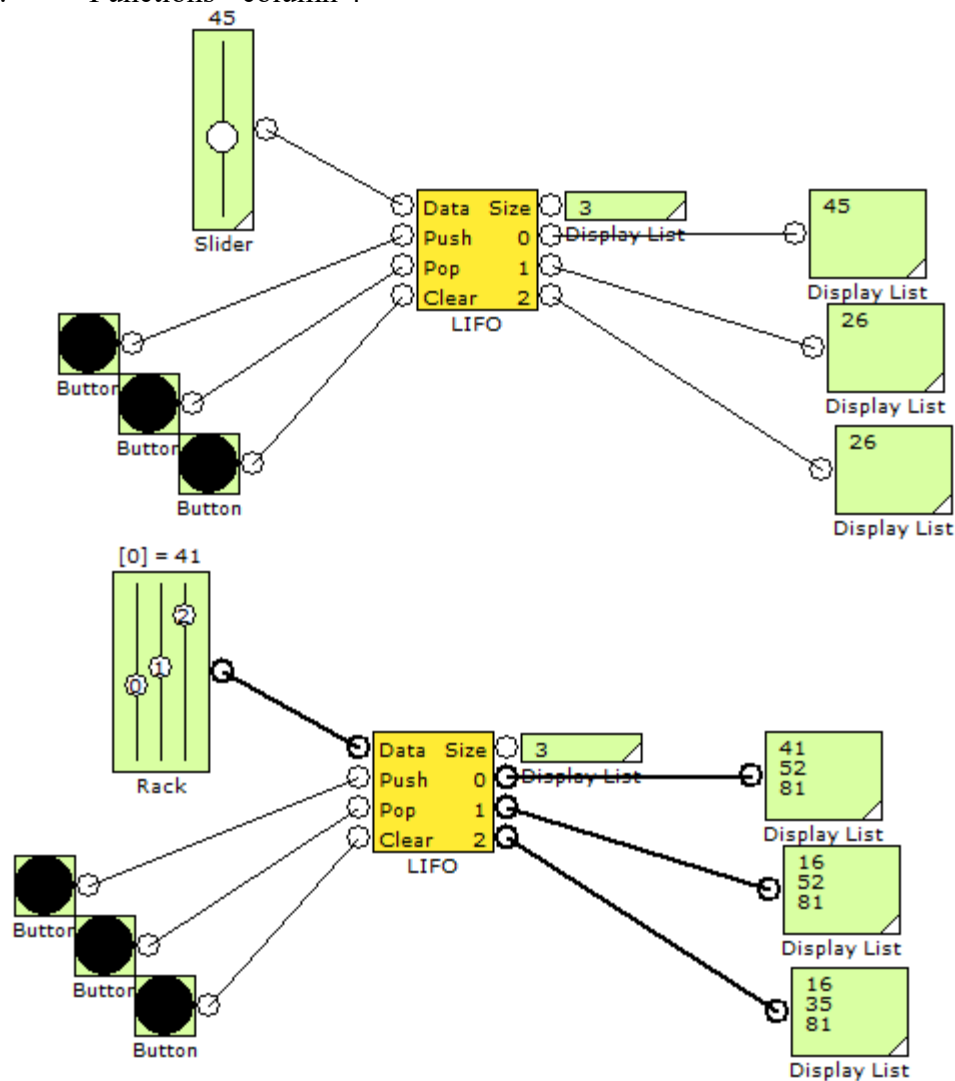 45
Slider
Data Size
Push 0
Pop 1
Clear 2
LIFO
3
Display List
45
Display List
26
Display List
26
Display List
Button
Button
Button
[0] = 41
0
1
2
Rack
Data Size
Push 0
Pop 1
Clear 2
LIFO
3
Display List
41
52
81
Display List
16
52
81
Display List
16
35
81
Display List
Button
Button
Button